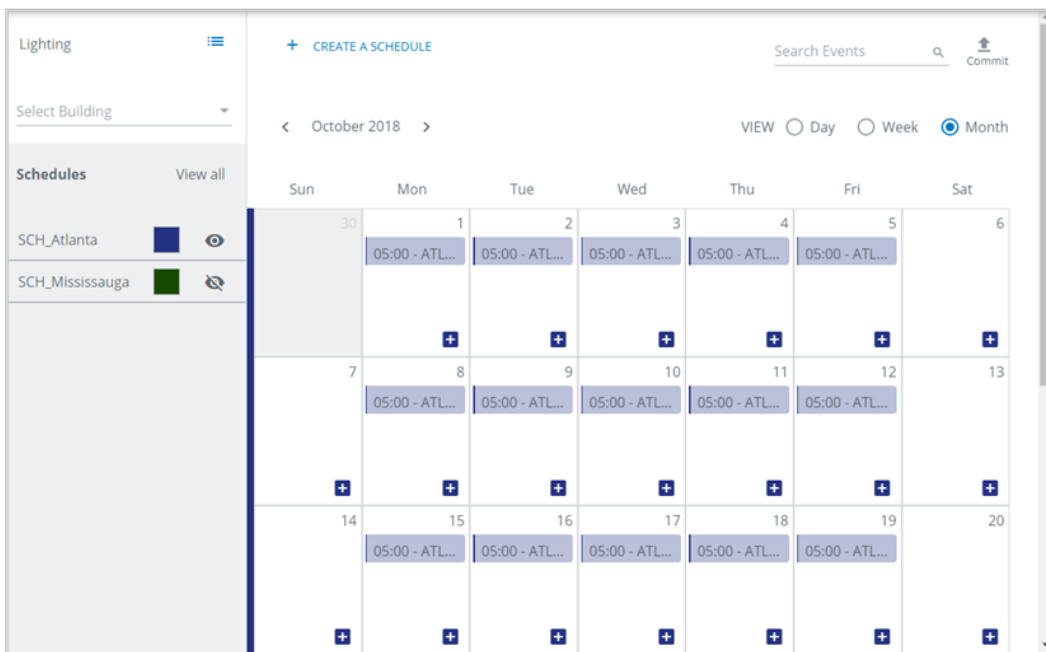 Lighting
+ CREATE A SCHEDULE
Search Events
Commit
Select Building
October 2018
VIEW Day Week Month
Schedules View all
Sun Mon Tue Wed Thu Fri Sat
SCH_Atlanta
SCH_Mississauga
30 1 2 3 4 5 6
05:00 - ATL... 05:00 - ATL... 05:00 - ATL... 05:00 - ATL... 05:00 - ATL...
7 8 9 10 11 12 13
05:00 - ATL... 05:00 - ATL... 05:00 - ATL... 05:00 - ATL... 05:00 - ATL...
14 15 16 17 18 19 20
05:00 - ATL... 05:00 - ATL... 05:00 - ATL... 05:00 - ATL... 05:00 - ATL...